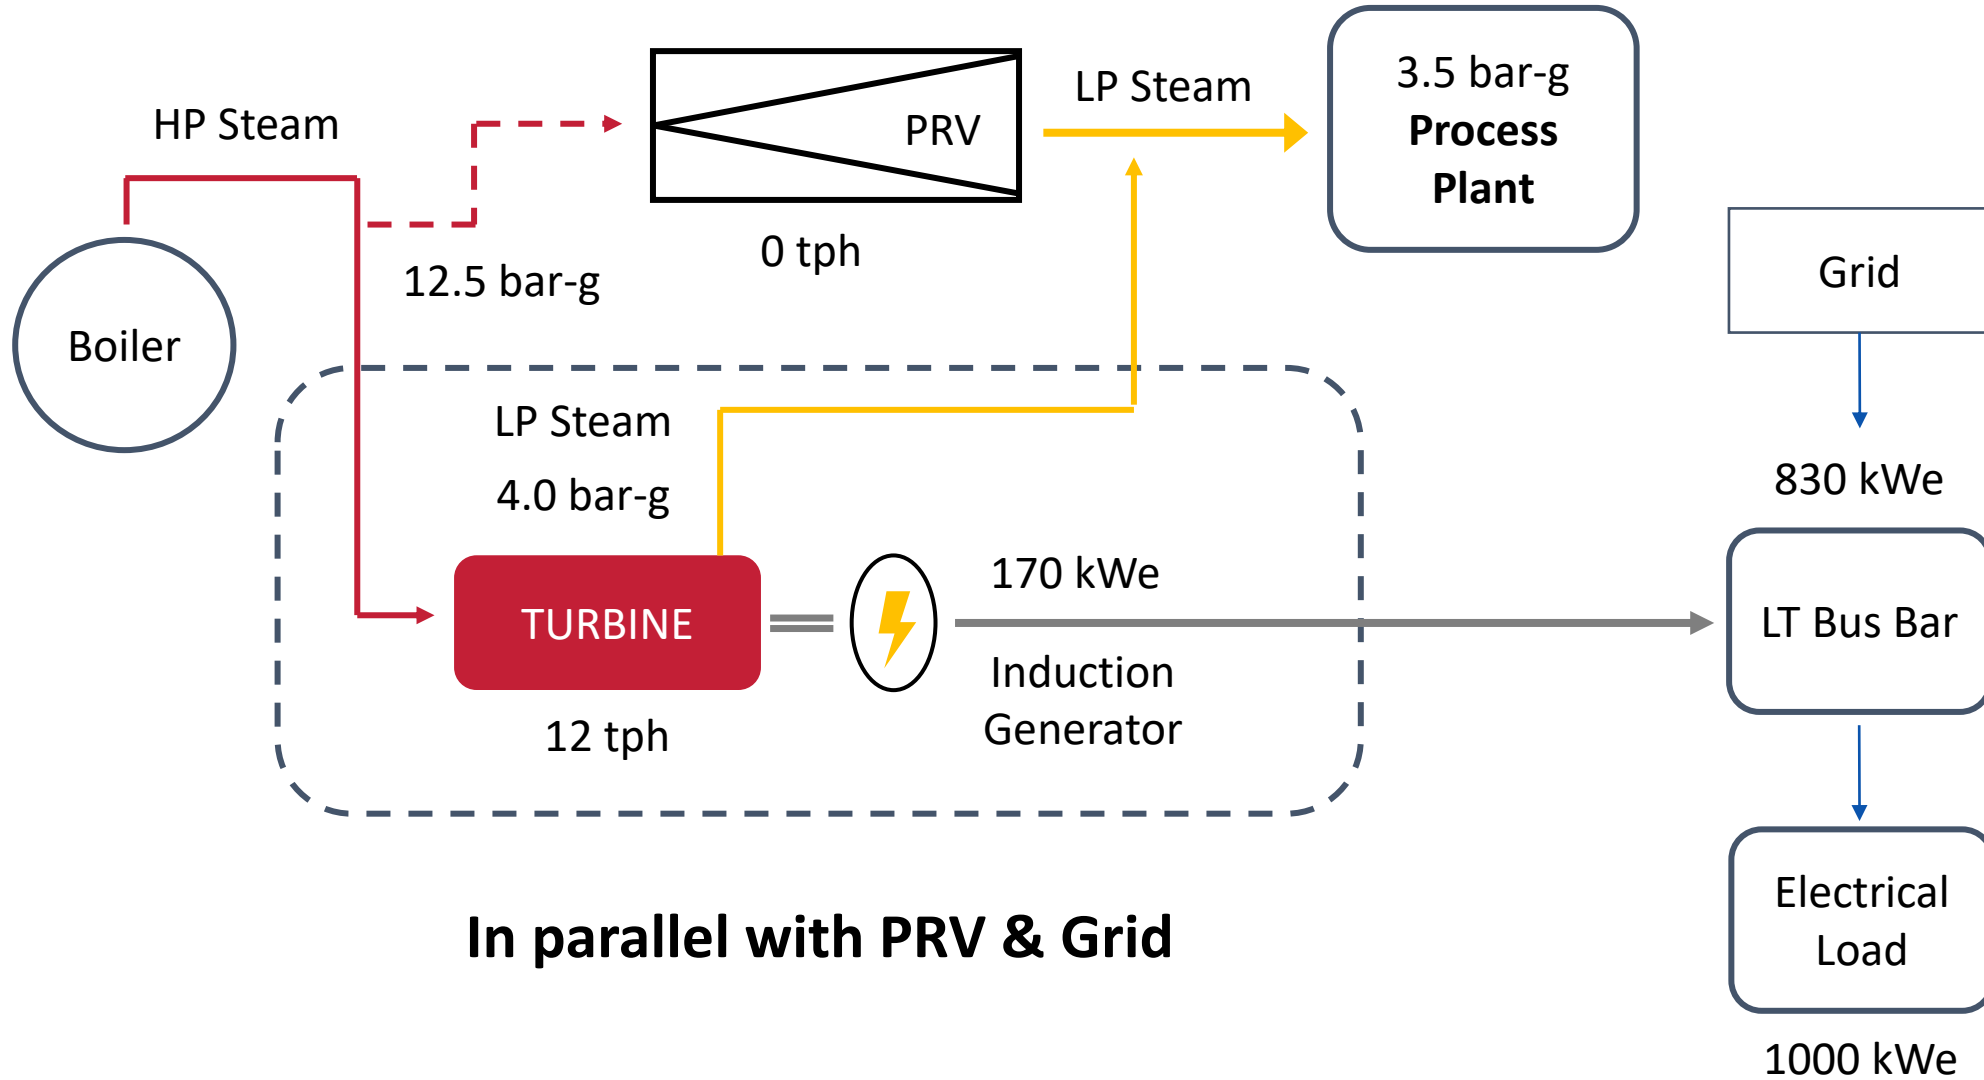 HP Steam
PRV
LP Steam
3.5 bar-g
Process
Plant
12.5 bar-g
0 tph
Boiler
Grid
LP Steam
4.0 bar-g
830 kWe
TURBINE
170 kWe
LT Bus Bar
Induction
Generator
12 tph
Electrical
Load
In parallel with PRV & Grid
1000 kWe